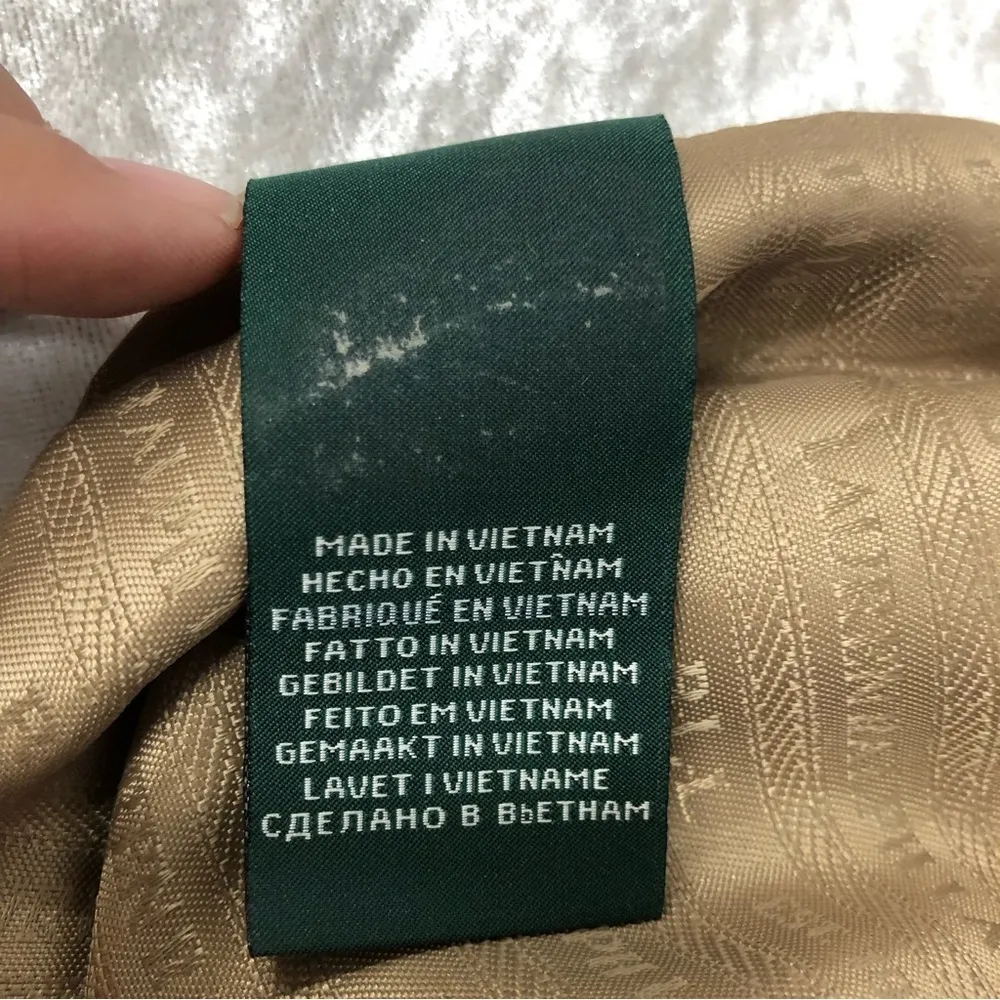 MADE IN VIETNAM
HECHO EN VIETÑAM
FABRIQUÉ EN VIETNAM
FATTO IN VIETNAM
GEBILDET IN VIETNAM
FEITO EM VIETNAM
GEMAAKT IN VIETNAM
LAVET I VIETNAME
СДЕЛАНО В ВЬЕТНАМ